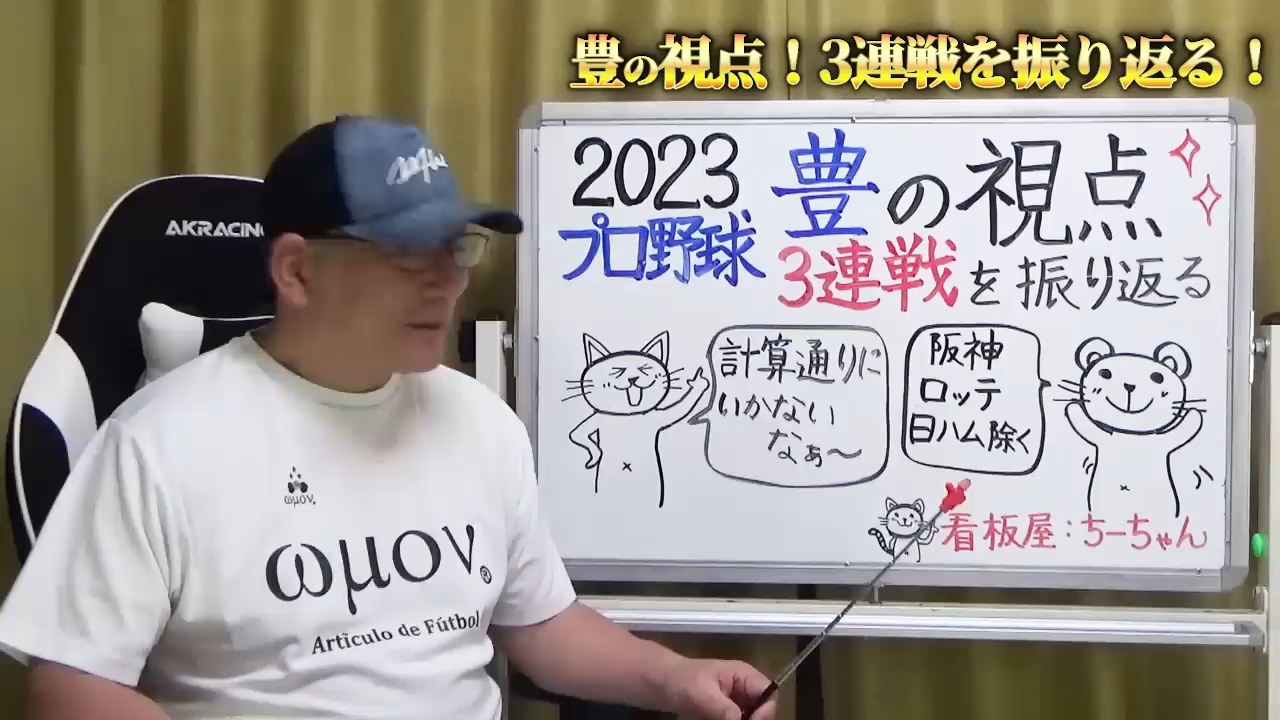 豊の視点！3連戦を振り返る！
2023
プロ野球
豊の視点
3連戦を振り返る
計算通りに
いかない
なぁ〜
阪神
ロッテ
日ハム除く
看板屋：ちーちゃん
AKRACING
ωμον.
ωμον®
Artículo de Fútbol